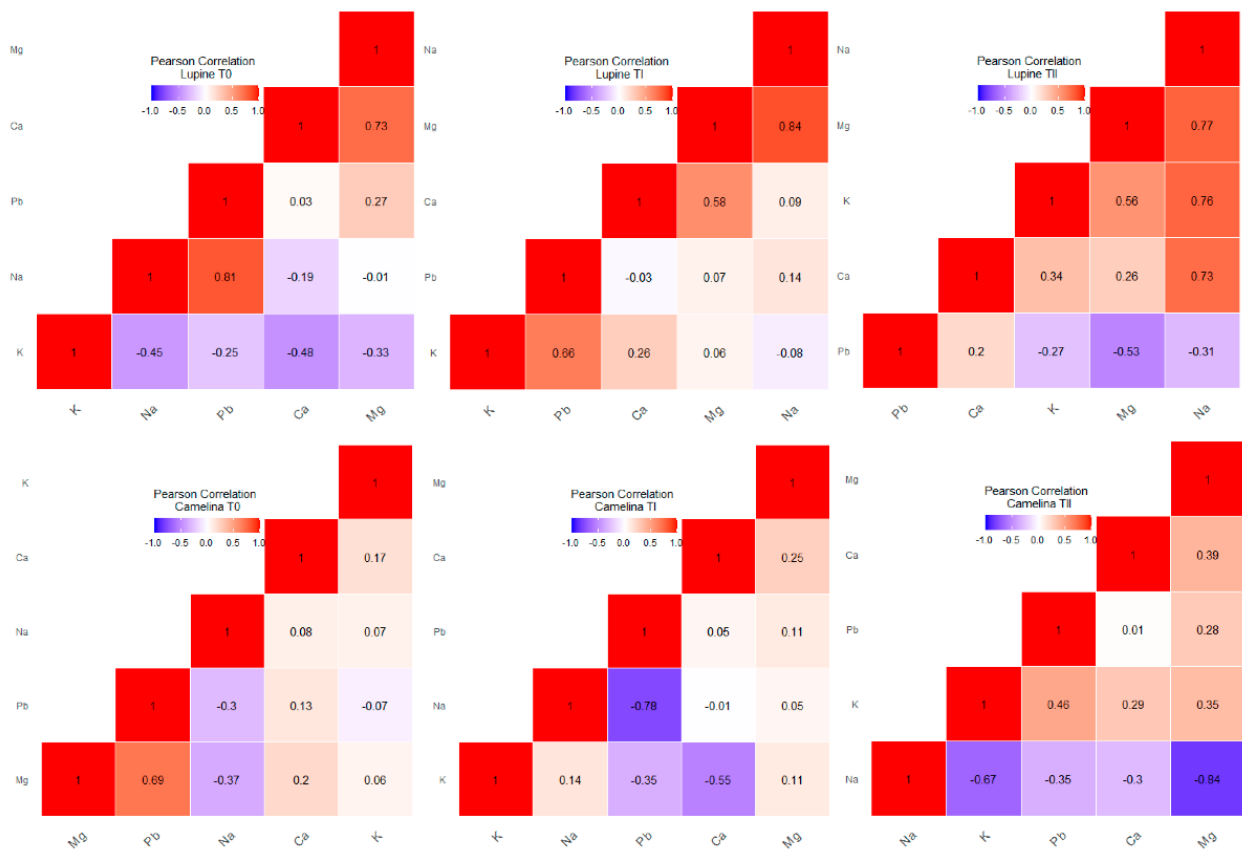 Mg
Pearson Correlation
Lupine T0
-1.0 -0.5 0.0 0.5 1.0
1
Ca
1 0.73
Pb
1 0.03 0.27
Na
1 0.81 -0.19 -0.01
K
1 -0.45 -0.25 -0.48 -0.33
K Na Pb Ca Mg
Na
Pearson Correlation
Lupine TI
-1.0 -0.5 0.0 0.5 1.0
1
Mg
1 0.84
Ca
1 0.58 0.09
Pb
1 -0.03 0.07 0.14
K
1 0.66 0.26 0.06 -0.08
K Pb Ca Mg Na
Na
Pearson Correlation
Lupine TII
-1.0 -0.5 0.0 0.5 1.0
1
Mg
1 0.77
K
1 0.56 0.76
Ca
1 0.34 0.26 0.73
Pb
1 0.2 -0.27 -0.53 -0.31
Pb Ca K Mg Na
K
Pearson Correlation
Camelina T0
-1.0 -0.5 0.0 0.5 1.0
1
Ca
1 0.17
Na
1 0.08 0.07
Pb
1 -0.3 0.13 -0.07
Mg
1 0.69 -0.37 0.2 0.06
Mg Pb Na Ca K
Mg
Pearson Correlation
Camelina TI
-1.0 -0.5 0.0 0.5 1.0
1
Ca
1 0.25
Pb
1 0.05 0.11
Na
1 -0.78 -0.01 0.05
K
1 0.14 -0.35 -0.55 0.11
K Na Pb Ca Mg
Mg
Pearson Correlation
Camelina TII
-1.0 -0.5 0.0 0.5 1.0
1
Ca
1 0.39
Pb
1 0.01 0.28
K
1 0.46 0.29 0.35
Na
1 -0.67 -0.35 -0.3 -0.84
Na K Pb Ca Mg